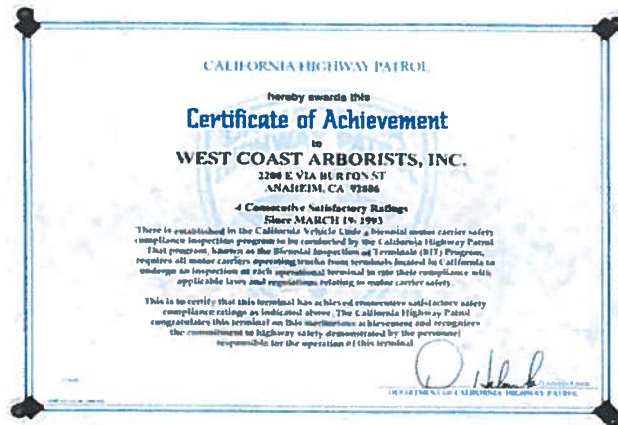 CALIFORNIA HIGHWAY PATROL
hereby awards this
Certificate of Achievement
to
WEST COAST ARBORISTS, INC.
2200 E VIA BURTON ST
ANAHEIM, CA 92806
4 Consecutive Satisfactory Ratings
Since MARCH 19, 1993
There is established in the California Vehicle Code a biennial motor carrier safety
compliance inspection program to be conducted by the California Highway Patrol
That program, known as the Biennial Inspection of Terminals (BIT) Program,
requires all motor carriers operating trucks from terminals located in California to
undergo an inspection at each operational terminal to rate their compliance with
applicable laws and regulations relating to motor carrier safety.
This is to certify that this terminal has achieved consecutive satisfactory safety
compliance ratings as indicated above. The California Highway Patrol
congratulates this terminal on this meritorious achievement and recognizes
the commitment to highway safety demonstrated by the personnel
responsible for the operation of this terminal.
DEPARTMENT OF CALIFORNIA HIGHWAY PATROL